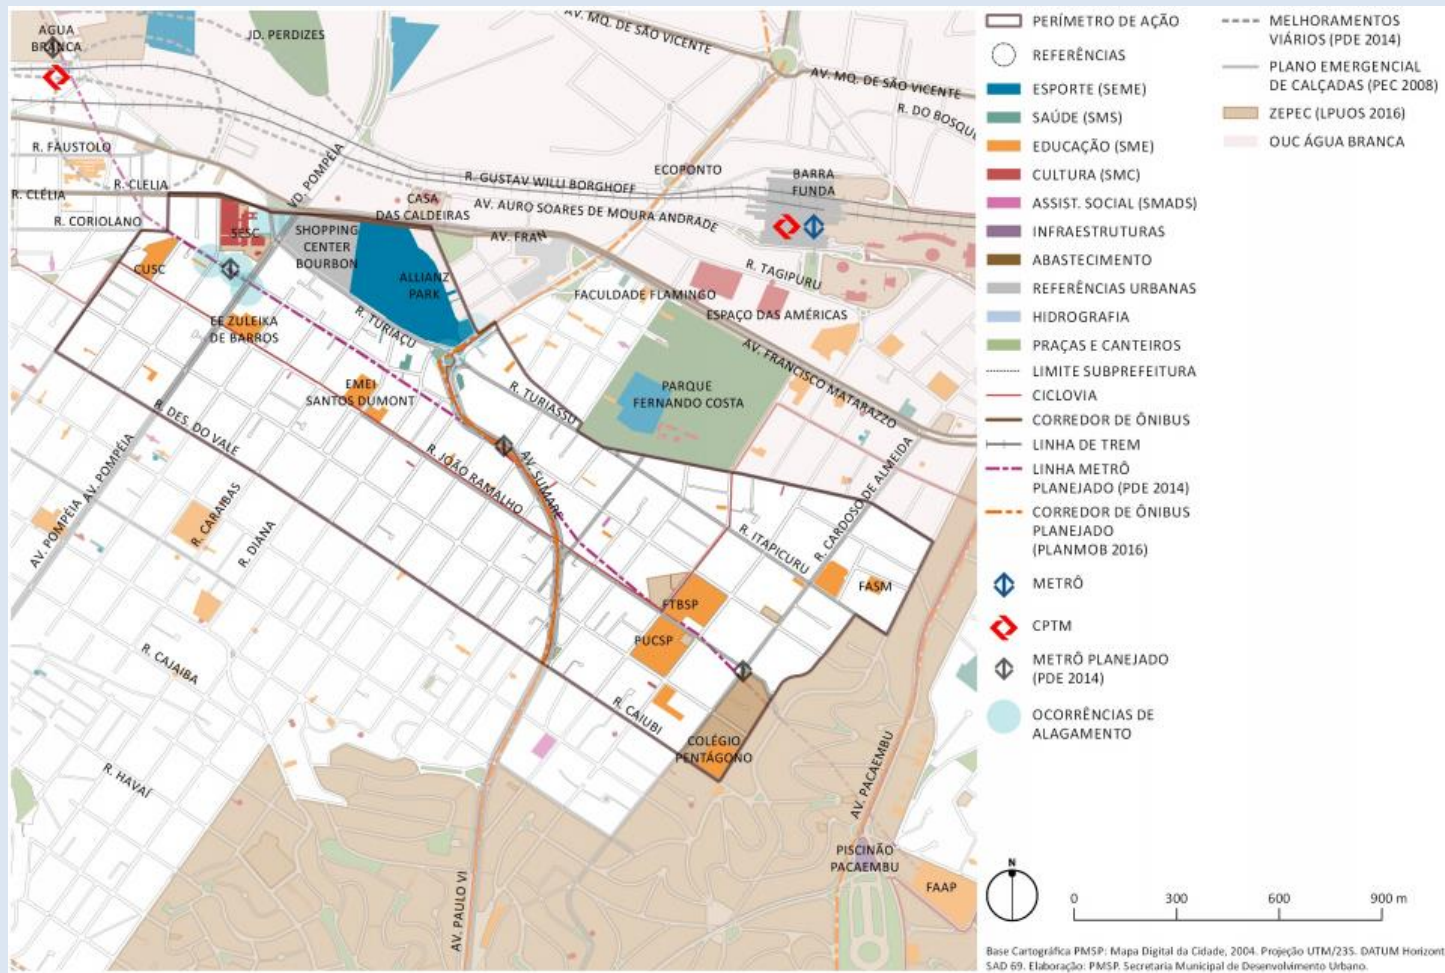 ÁGUA
BRANCA
JD. PERDIZES
AV. MQ. DE SÃO VICENTE
AV. MQ. DE SÃO VICENTE
R. DO BOSQU
R. FAUSTOLO
R. CLÉLIA
R. CLELIA
R. CORIOLANO
VD. POMPÉIA
ECOPONTO
R. GUSTAV WILLI BORGHOFF
BARRA
FUNDA
CASA
DAS CALDEIRAS
AV. AURO SOARES DE MOURA ANDRADE
SESC
SHOPPING
CENTER
BOURBON
AV. FRAN
CUSC
ALLIANZ
PARK
R. TAGIPURU
FACULDADE FLAMINGO
ESPAÇO DAS AMÉRICAS
EE ZULEIKA
DE BARROS
R. TURIAÇU
AV. FRANCISCO MATARAZZO
EMEI
SANTOS DUMONT
PARQUE
FERNANDO COSTA
R. TURIASSU
R. DES. DO VALE
AV. POMPÉIA
AV. POMPÉIA
R. JOÃO RAMALHO
AV. SUMARÉ
R. CARAIBAS
R. DIANA
R. CARDOSO DE ALMEIDA
R. ITAPICURU
FASM
FTBSP
PUCSP
R. CAJAIBA
R. CAIUBI
COLÉGIO
PENTÁGONO
R. HAVAÍ
AV. PACAEMBU
PISCINÃO
PACAEMBU
FAAP
AV. PAULO VI
PERÍMETRO DE AÇÃO
REFERÊNCIAS
ESPORTE (SEME)
SAÚDE (SMS)
EDUCAÇÃO (SME)
CULTURA (SMC)
ASSIST. SOCIAL (SMADS)
INFRAESTRUTURAS
ABASTECIMENTO
REFERÊNCIAS URBANAS
HIDROGRAFIA
PRAÇAS E CANTEIROS
LIMITE SUBPREFEITURA
CICLOVIA
CORREDOR DE ÔNIBUS
LINHA DE TREM
LINHA METRÔ
PLANEJADO (PDE 2014)
CORREDOR DE ÔNIBUS
PLANEJADO
(PLANMOB 2016)
METRÔ
CPTM
METRÔ PLANEJADO
(PDE 2014)
OCORRÊNCIAS DE
ALAGAMENTO
MELHORAMENTOS
VIÁRIOS (PDE 2014)
PLANO EMERGENCIAL
DE CALÇADAS (PEC 2008)
ZEPEC (LPUOS 2016)
OUC ÁGUA BRANCA
N
0 300 600 900 m
Base Cartográfica PMSP: Mapa Digital da Cidade, 2004. Projeção UTM/23S. DATUM Horizont
SAD 69. Elaboração: PMSP. Secretaria Municipal de Desenvolvimento Urbano.